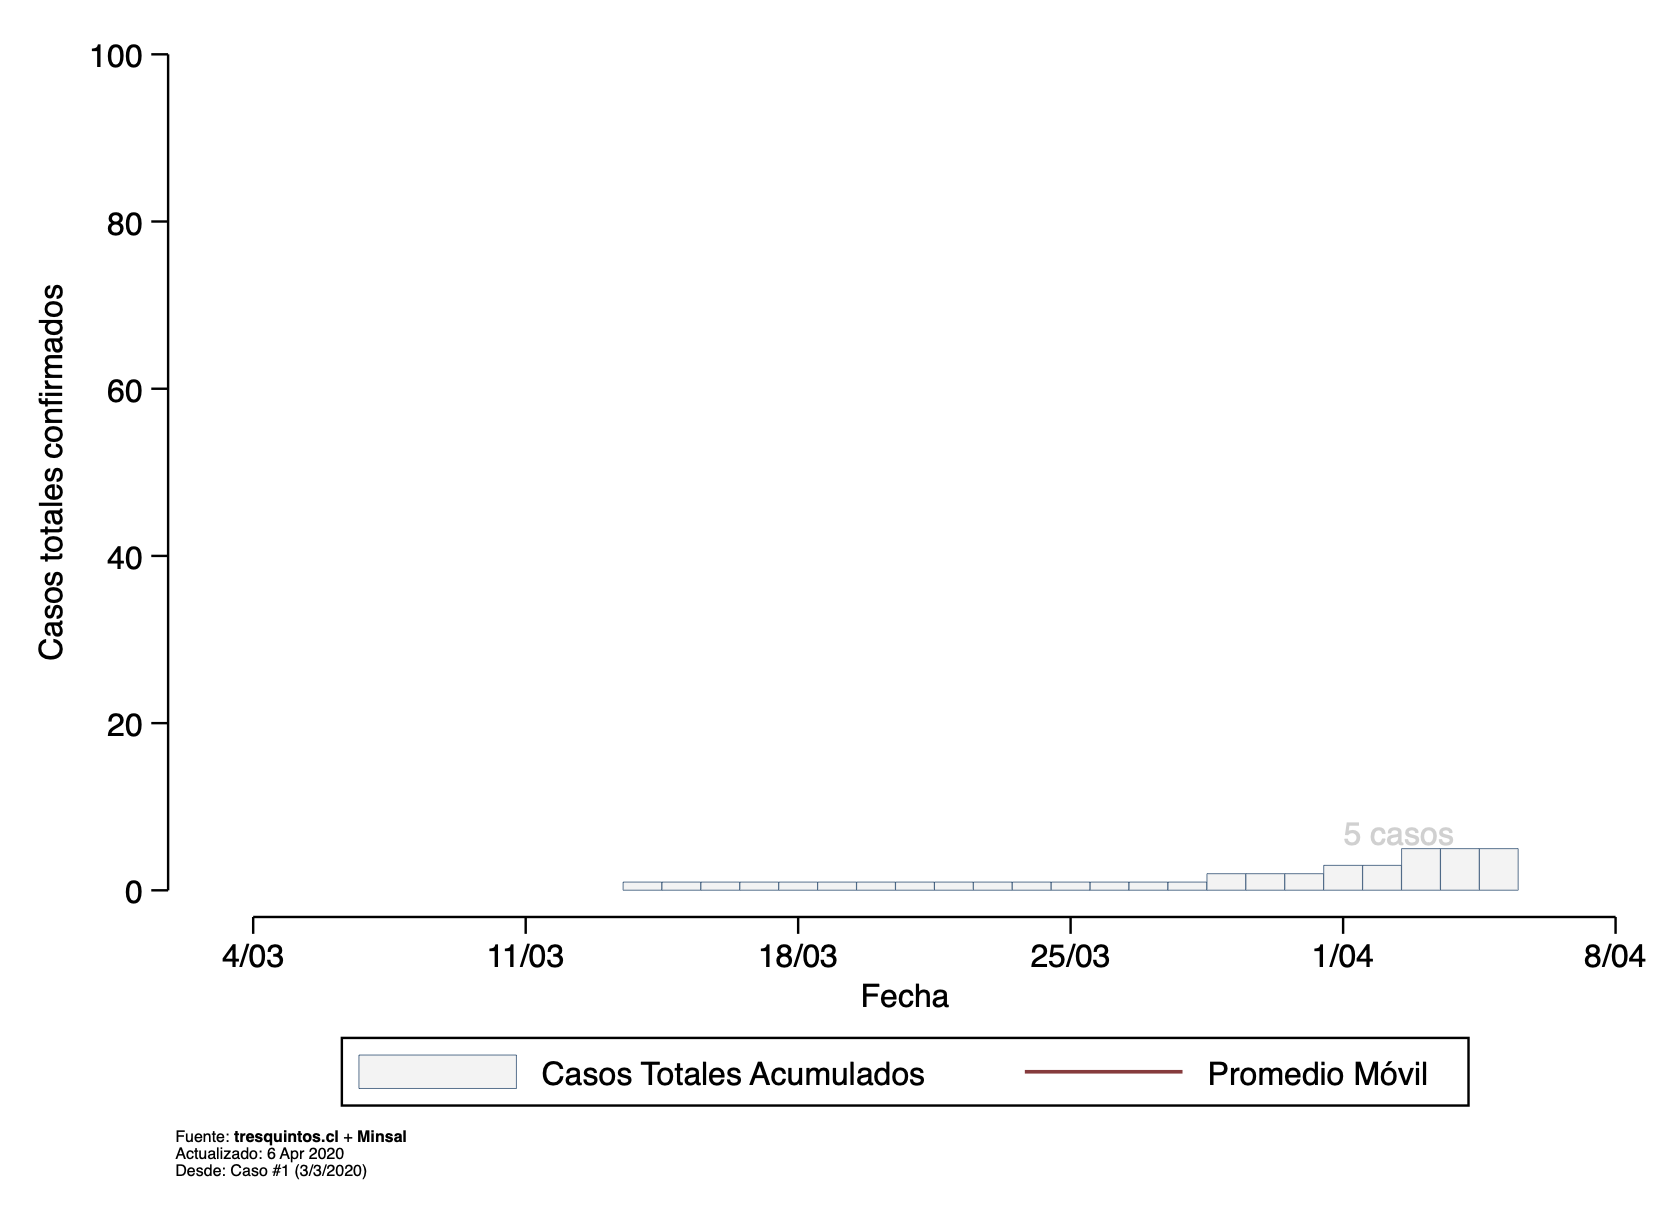 Casos totales confirmados
100
80
60
40
20
0
5 casos
4/03 11/03 18/03 25/03 1/04 8/04
Fecha
Casos Totales Acumulados Promedio Móvil
Fuente: tresquintos.cl + Minsal
Actualizado: 6 Apr 2020
Desde: Caso #1 (3/3/2020)